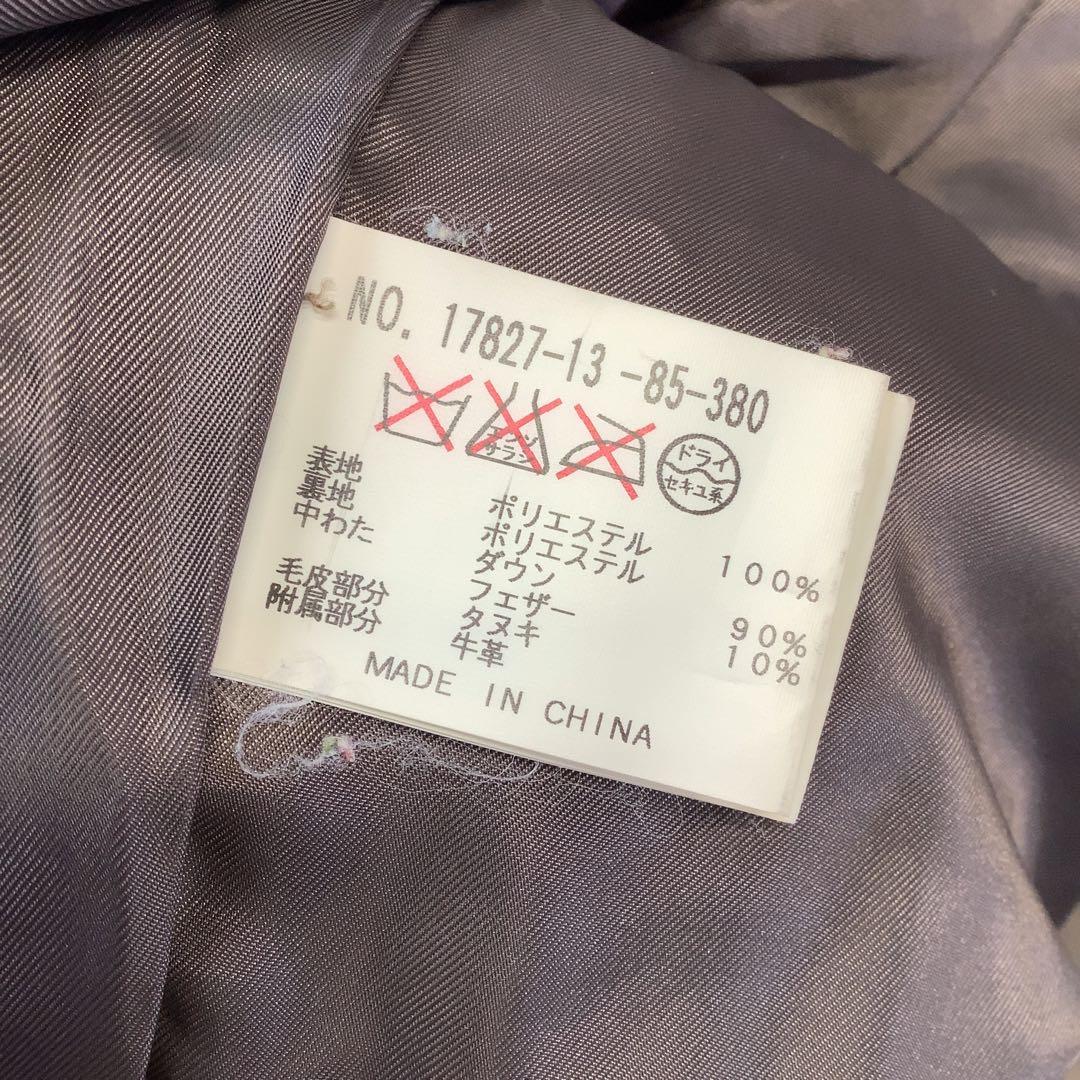 NO. 17827-13 -85-380
エンソ
サラシ
ドライ
セキユ系
表地 ポリエステル 100%
裏地 ポリエステル
中わた ダウン 90%
フェザー 10%
毛皮部分 タヌキ
附属部分 牛革
MADE IN CHINA